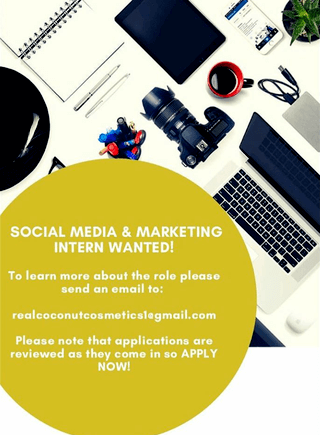 SOCIAL MEDIA & MARKETING
INTERN WANTED!
To learn more about the role please
send an email to:
realcoconutcosmetics1@gmail.com
Please note that applications are
reviewed as they come in so APPLY
NOW!